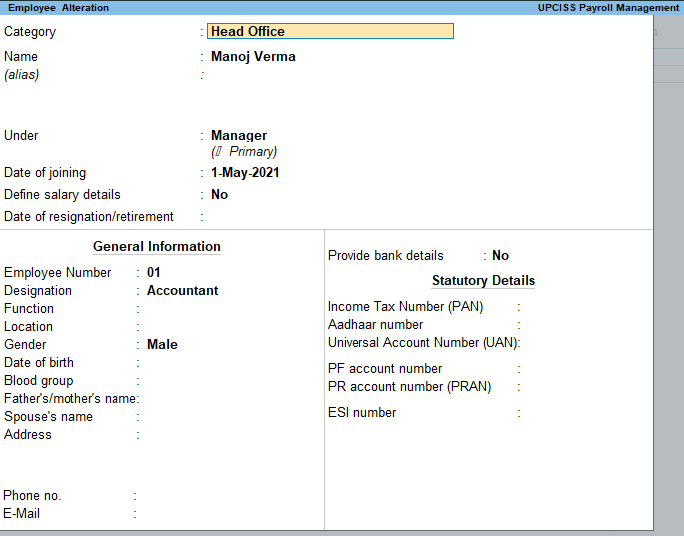 Employee Alteration UPCISS Payroll Management
Category : Head Office
Name : Manoj Verma
(alias) :
Under : Manager
(▯ Primary)
Date of joining : 1-May-2021
Define salary details : No
Date of resignation/retirement :
General Information
Employee Number : 01
Designation : Accountant
Function :
Location :
Gender : Male
Date of birth :
Blood group :
Father's/mother's name:
Spouse's name :
Address :
Phone no. :
E-Mail :
Provide bank details : No
Statutory Details
Income Tax Number (PAN) :
Aadhaar number :
Universal Account Number (UAN):
PF account number :
PR account number (PRAN) :
ESI number :